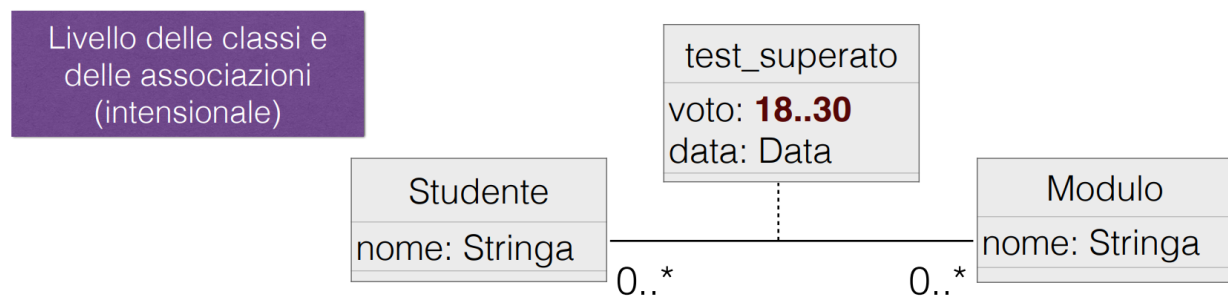 Livello delle classi e
delle associazioni
(intensionale)
test_superato
voto: 18..30
data: Data
Studente
nome: Stringa
Modulo
nome: Stringa
0..*
0..*